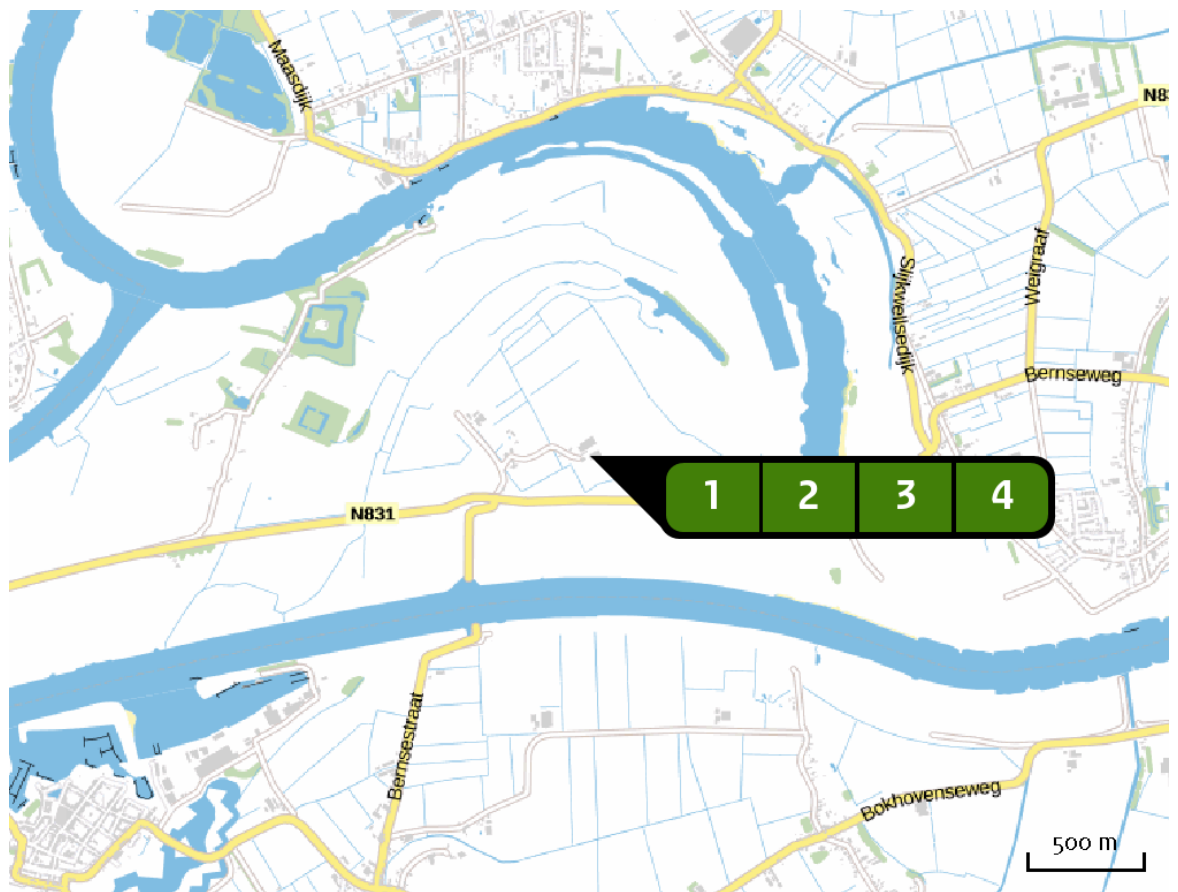 Maasdijk
N83
Slijkwellsedijk
Weigraaf
Bernseweg
1 2 3 4
N831
Bernsestraat
Bokhovenseweg
500 m